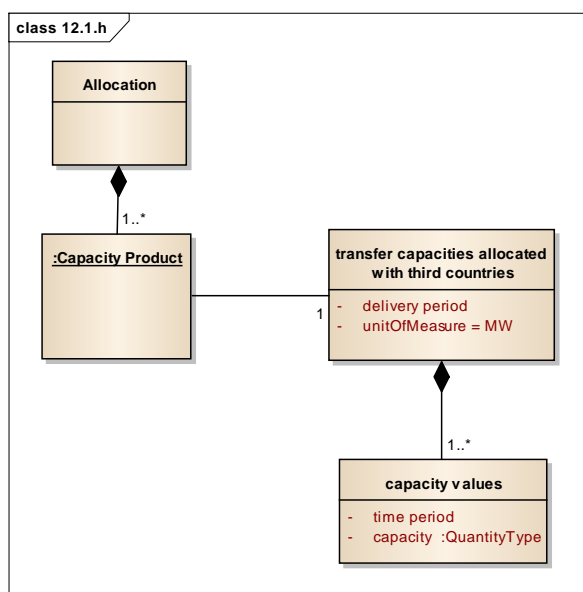 class 12.1.h
Allocation
1..*
:Capacity Product
transfer capacities allocated
with third countries
- delivery period
- unitOfMeasure = MW
1
1..*
capacity values
- time period
- capacity :QuantityType